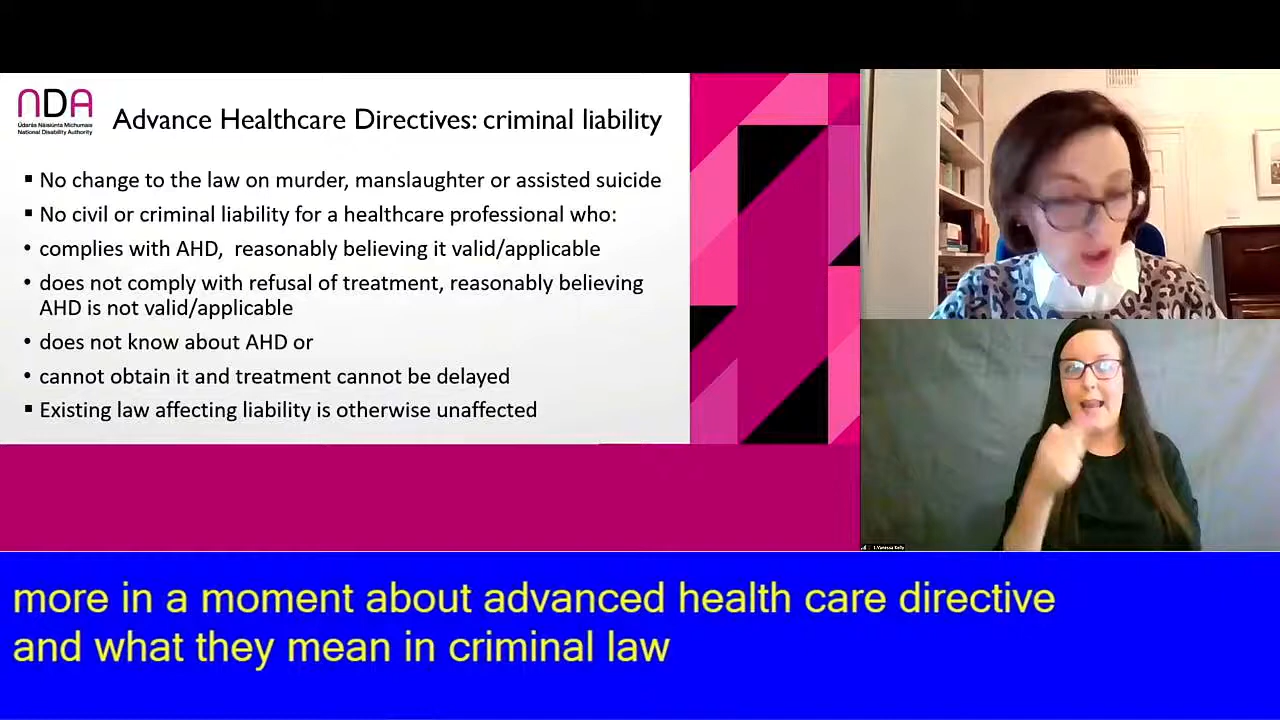 NDA
Údarás Náisiúnta Míchumais
National Disability Authority
Advance Healthcare Directives: criminal liability
▪ No change to the law on murder, manslaughter or assisted suicide
▪ No civil or criminal liability for a healthcare professional who:
• complies with AHD, reasonably believing it valid/applicable
• does not comply with refusal of treatment, reasonably believing
AHD is not valid/applicable
• does not know about AHD or
• cannot obtain it and treatment cannot be delayed
▪ Existing law affecting liability is otherwise unaffected
Vanessa Kelly
more in a moment about advanced health care directive
and what they mean in criminal law